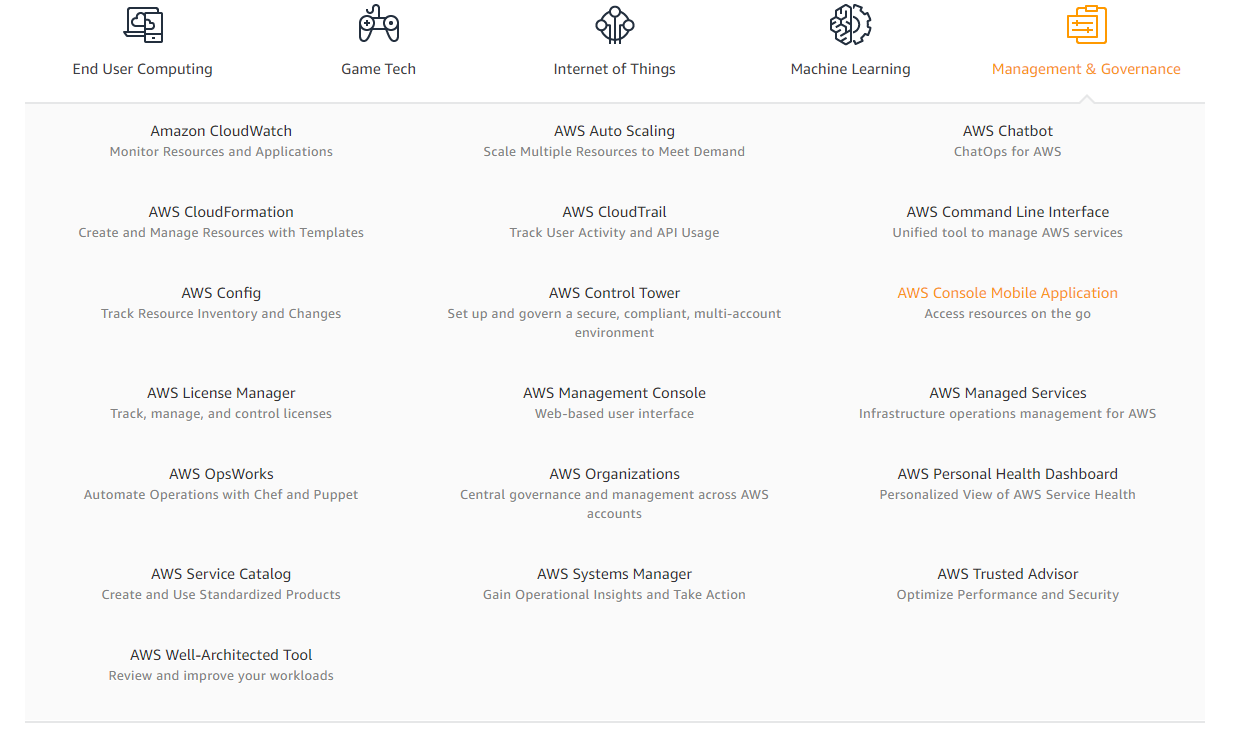 End User Computing
Game Tech
Internet of Things
Machine Learning
Management & Governance
Amazon CloudWatch
Monitor Resources and Applications
AWS Auto Scaling
Scale Multiple Resources to Meet Demand
AWS Chatbot
ChatOps for AWS
AWS CloudFormation
Create and Manage Resources with Templates
AWS CloudTrail
Track User Activity and API Usage
AWS Command Line Interface
Unified tool to manage AWS services
AWS Config
Track Resource Inventory and Changes
AWS Control Tower
Set up and govern a secure, compliant, multi-account
environment
AWS Console Mobile Application
Access resources on the go
AWS License Manager
Track, manage, and control licenses
AWS Management Console
Web-based user interface
AWS Managed Services
Infrastructure operations management for AWS
AWS OpsWorks
Automate Operations with Chef and Puppet
AWS Organizations
Central governance and management across AWS
accounts
AWS Personal Health Dashboard
Personalized View of AWS Service Health
AWS Service Catalog
Create and Use Standardized Products
AWS Systems Manager
Gain Operational Insights and Take Action
AWS Trusted Advisor
Optimize Performance and Security
AWS Well-Architected Tool
Review and improve your workloads